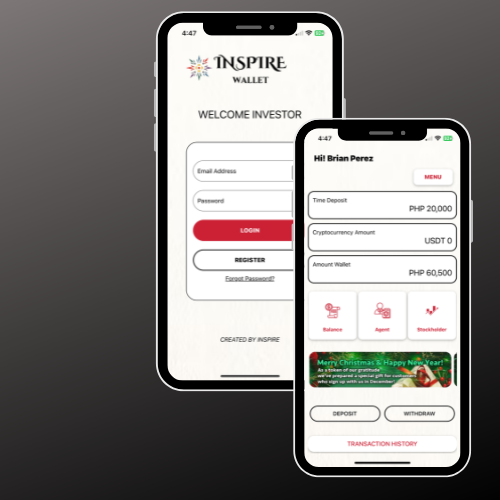 4:47
INSPIRE
WALLET
WELCOME INVESTOR
Email Address
Password
LOGIN
REGISTER
Forgot Password?
CREATED BY INSPIRE
4:47
Hi! Brian Perez
MENU
Time Deposit
PHP 20,000
Cryptocurrency Amount
USDT 0
Amount Wallet
PHP 60,500
Balance
Agent
Stockholder
Merry Christmas & Happy New Year!
As a token of our gratitude
we've prepared a special gift for customers
who sign up with us in December!
DEPOSIT
WITHDRAW
TRANSACTION HISTORY